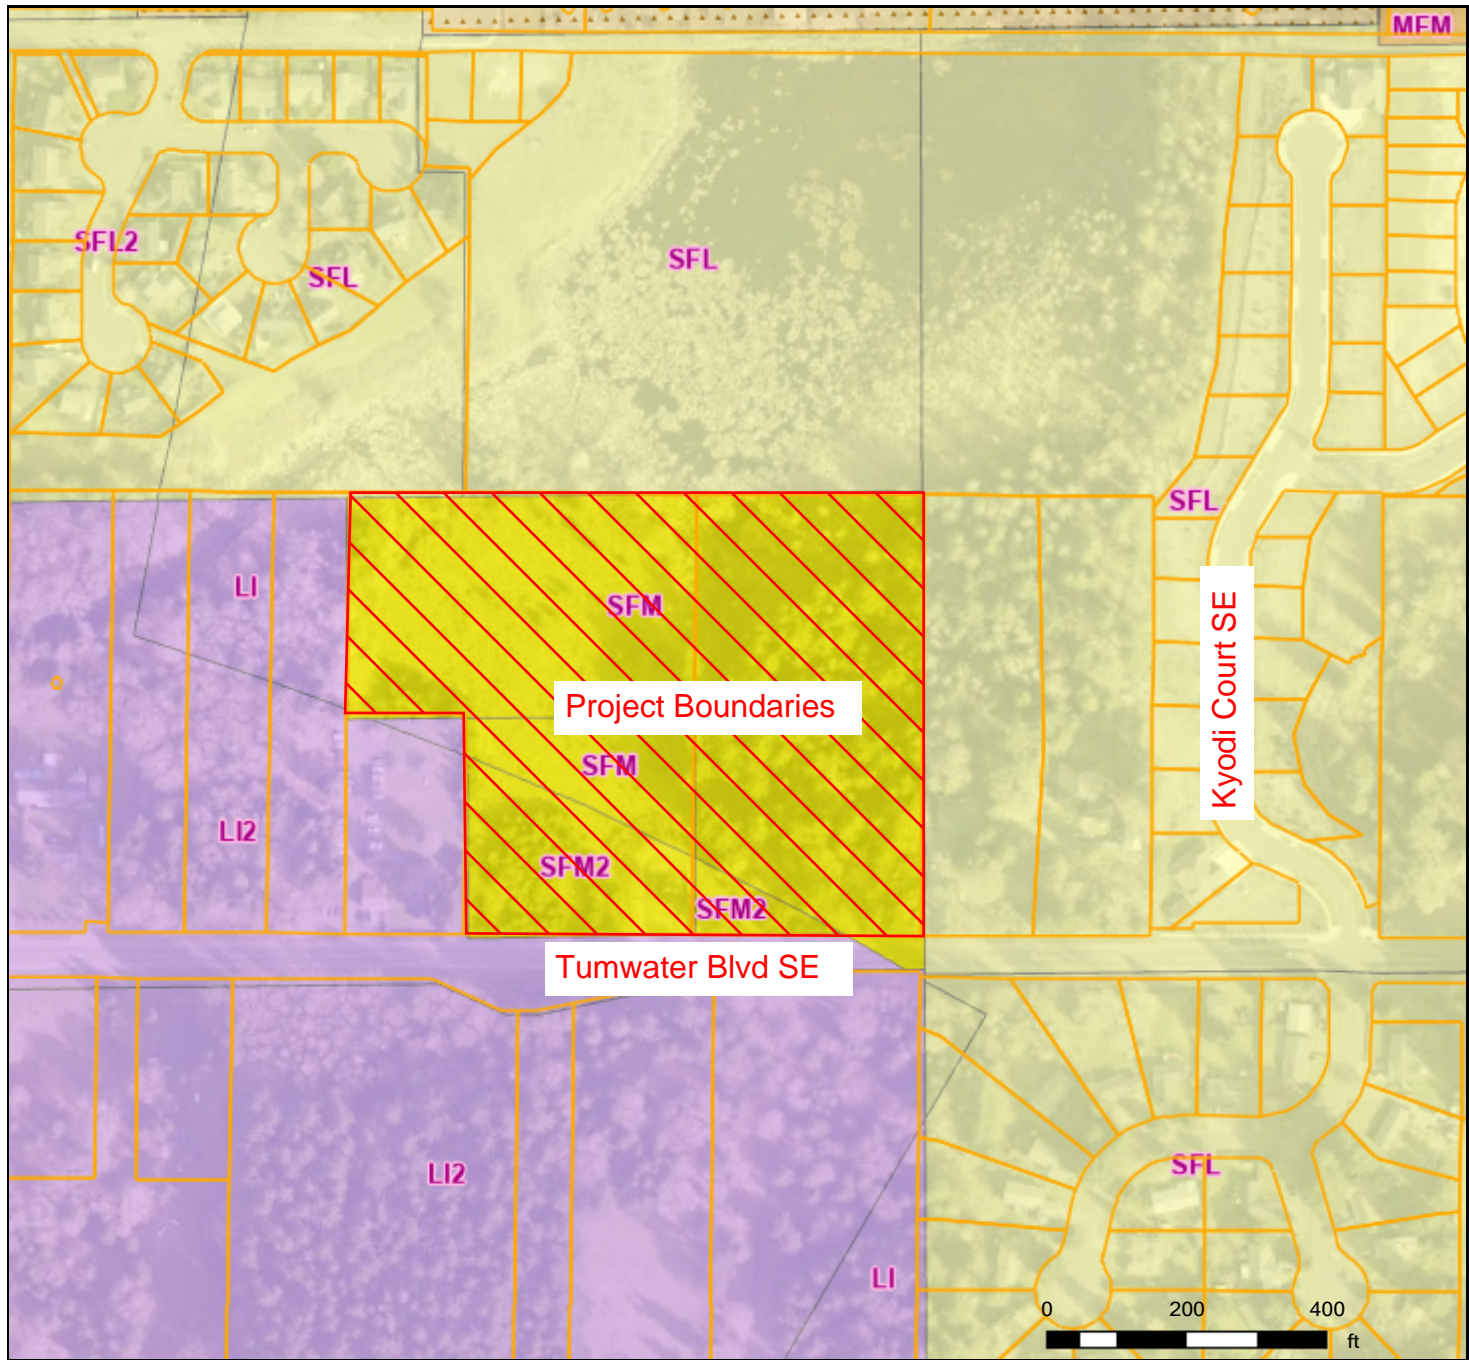 MFM
SFL2
SFL
SFL
SFL
LI
SFM
Kyodi Court SE
Project Boundaries
SFM
LI2
SFM2
SFM2
Tumwater Blvd SE
LI2
SFL
LI
0 200 400
ft